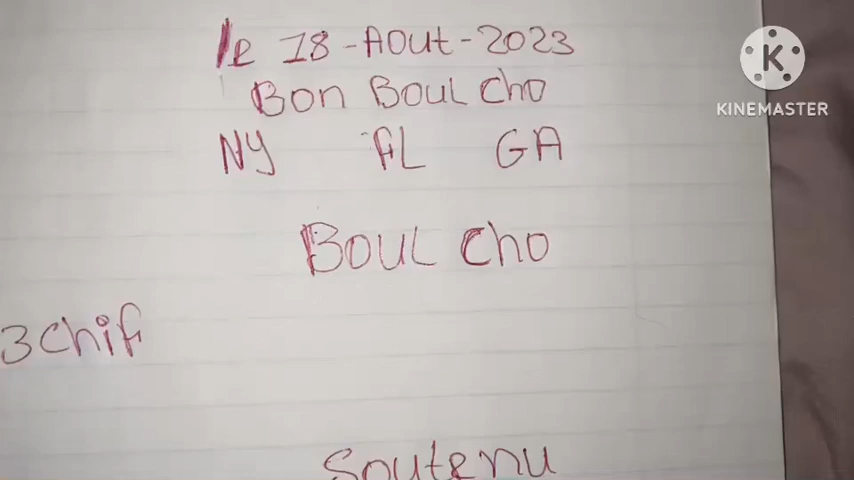 le 18-Aout-2023
Bon Boul cho
NY FL GA
Boul cho
3chif
Soutenu
K
KINEMASTER